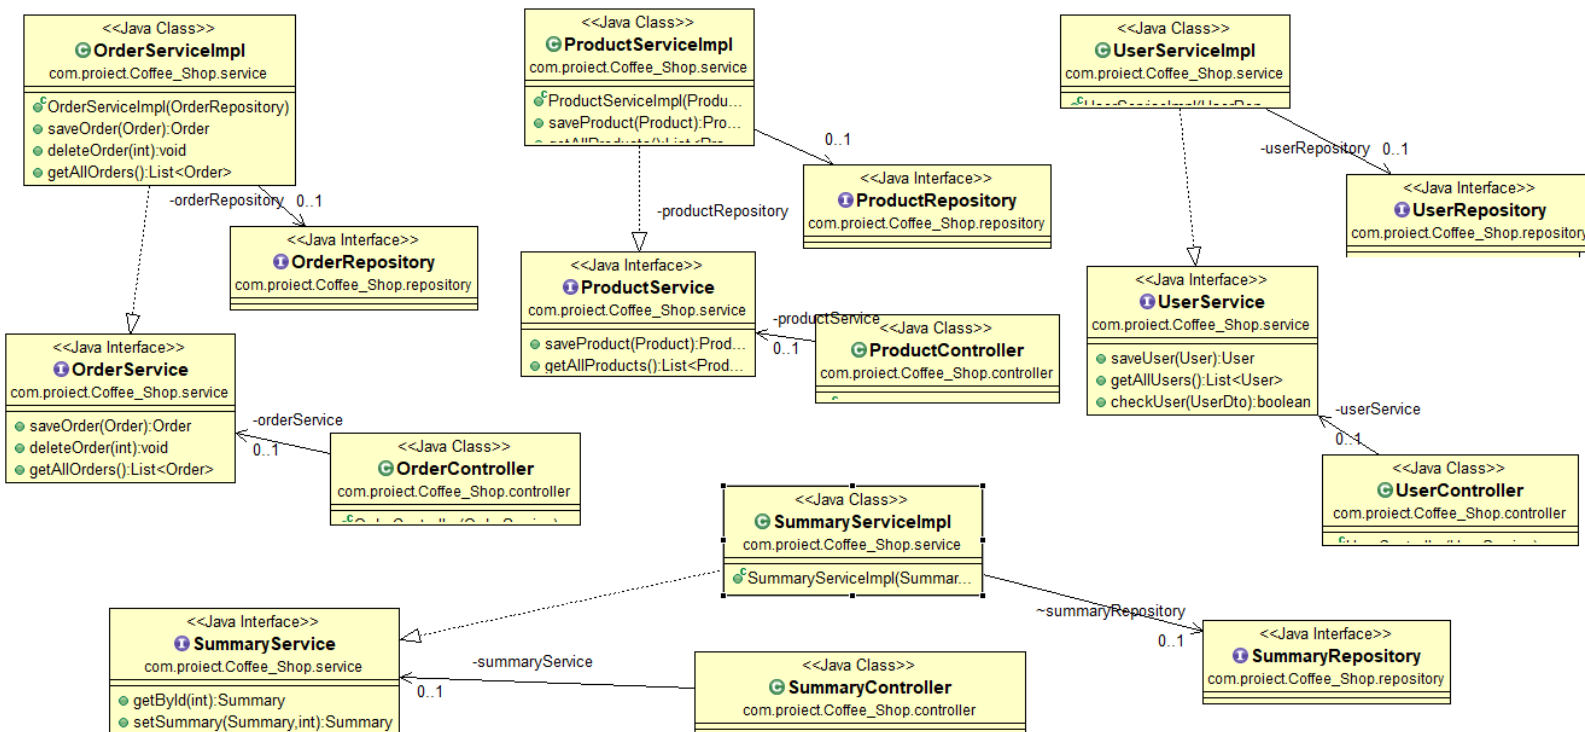 <<Java Class>>
OrderServiceImpl
com.proiect.Coffee_Shop.service
OrderServiceImpl(OrderRepository)
saveOrder(Order):Order
deleteOrder(int):void
getAllOrders():List<Order>
<<Java Class>>
ProductServiceImpl
com.proiect.Coffee_Shop.service
ProductServiceImpl(Produ...
saveProduct(Product):Pro...
getAllProducts():List<Pro...
<<Java Class>>
UserServiceImpl
com.proiect.Coffee_Shop.service
-orderRepository
0..1
<<Java Interface>>
OrderRepository
com.proiect.Coffee_Shop.repository
0..1
-productRepository
<<Java Interface>>
ProductRepository
com.proiect.Coffee_Shop.repository
-userRepository
0..1
<<Java Interface>>
UserRepository
com.proiect.Coffee_Shop.repository
<<Java Interface>>
OrderService
com.proiect.Coffee_Shop.service
saveOrder(Order):Order
deleteOrder(int):void
getAllOrders():List<Order>
<<Java Interface>>
ProductService
com.proiect.Coffee_Shop.service
saveProduct(Product):Prod...
getAllProducts():List<Prod...
-productService
0..1
<<Java Class>>
ProductController
com.proiect.Coffee_Shop.controller
<<Java Interface>>
UserService
com.proiect.Coffee_Shop.service
saveUser(User):User
getAllUsers():List<User>
checkUser(UserDto):boolean
-orderService
0..1
<<Java Class>>
OrderController
com.proiect.Coffee_Shop.controller
-userService
0..1
<<Java Class>>
UserController
com.proiect.Coffee_Shop.controller
<<Java Class>>
SummaryServiceImpl
com.proiect.Coffee_Shop.service
SummaryServiceImpl(Summar...
~summaryRepository
0..1
<<Java Interface>>
SummaryRepository
com.proiect.Coffee_Shop.repository
<<Java Interface>>
SummaryService
com.proiect.Coffee_Shop.service
getById(int):Summary
setSummary(Summary,int):Summary
-summaryService
0..1
<<Java Class>>
SummaryController
com.proiect.Coffee_Shop.controller